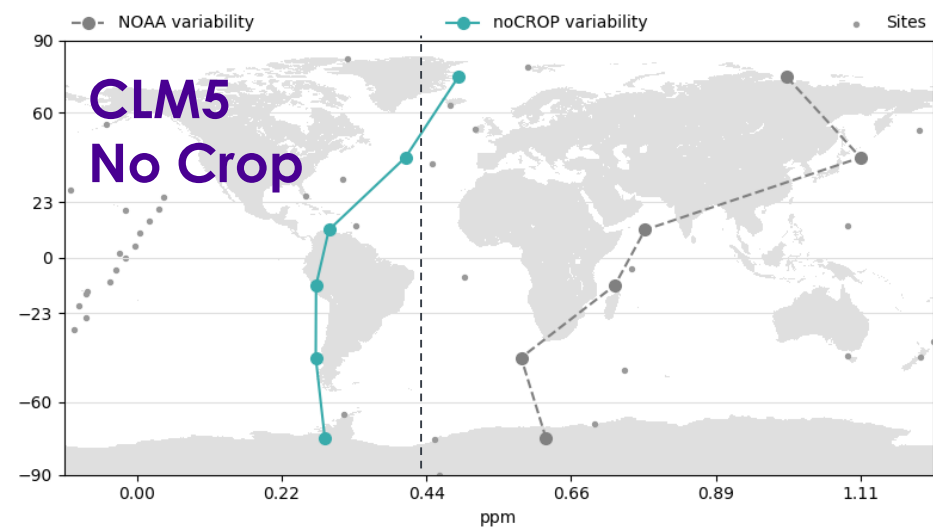 NOAA variability
noCROP variability
Sites
CLM5
No Crop
90
60
23
0
−23
−60
−90
0.00
0.22
0.44
0.66
0.89
1.11
ppm